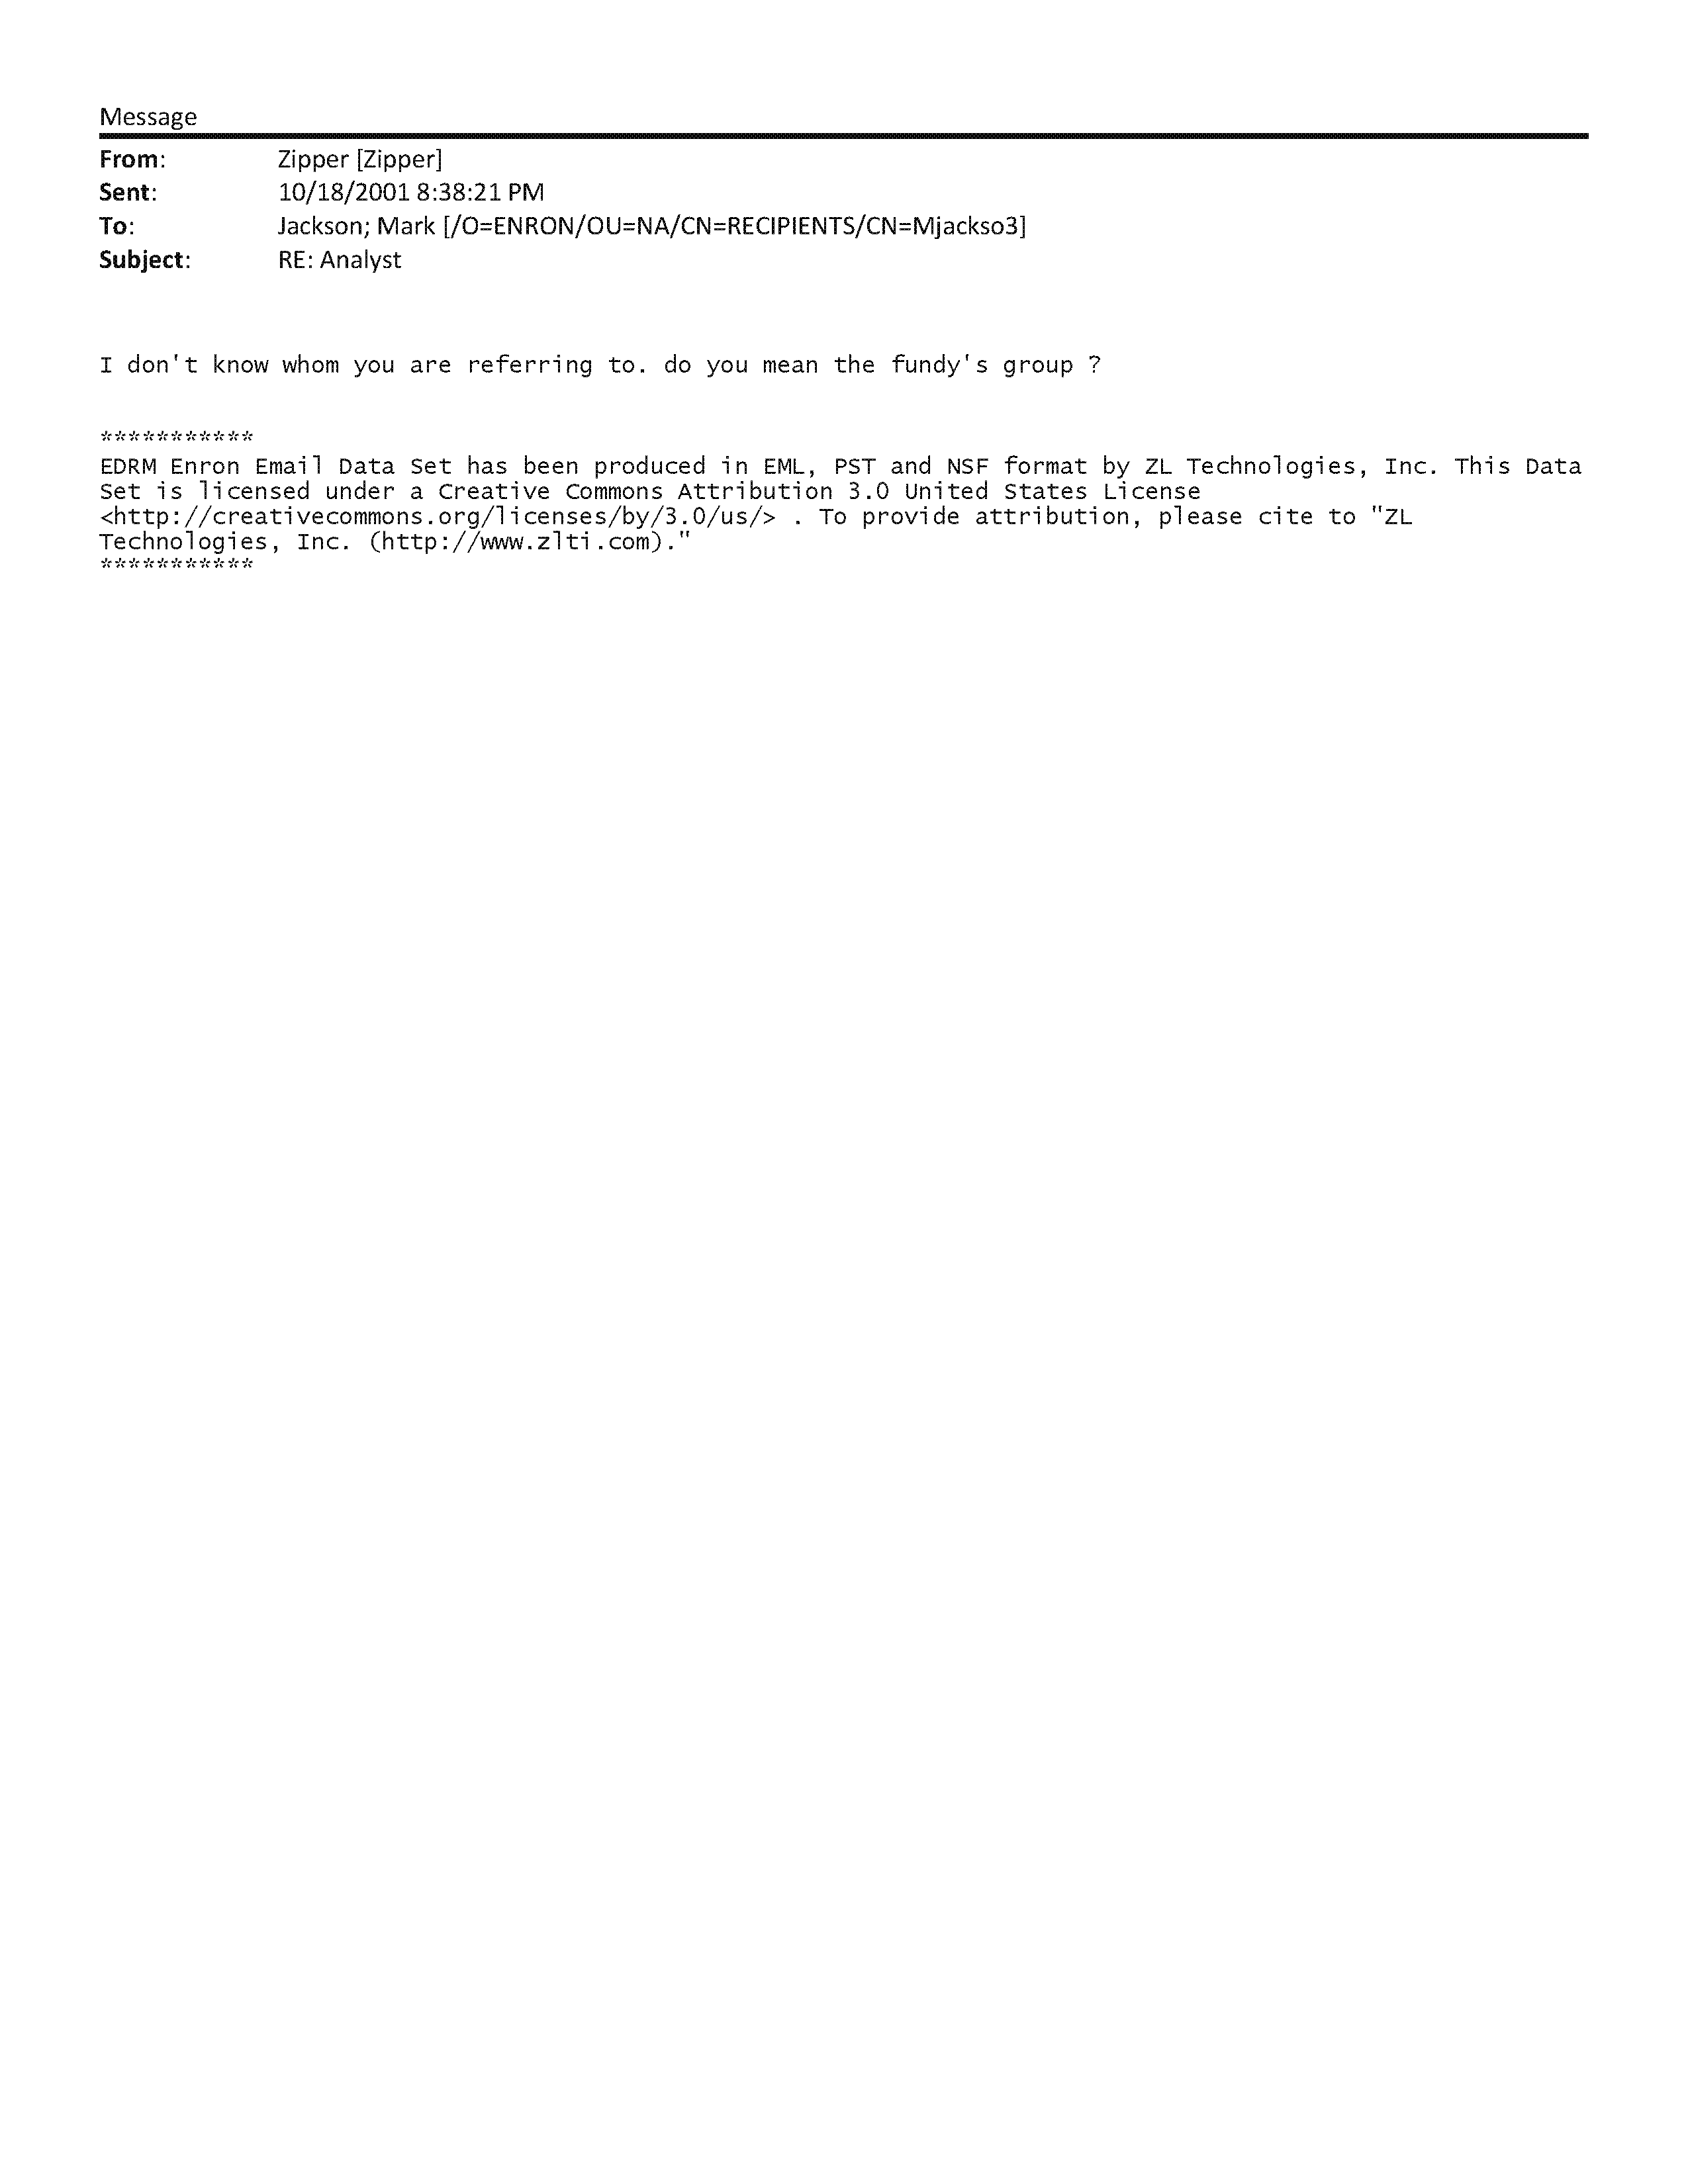 Message
From: Zipper [Zipper]
Sent: 10/18/2001 8:38:21 PM
To: Jackson; Mark [/O=ENRON/OU=NA/CN=RECIPIENTS/CN=Mjackso3]
Subject: RE: Analyst
I don't know whom you are referring to. do you mean the fundy's group ?
***********
EDRM Enron Email Data Set has been produced in EML, PST and NSF format by ZL Technologies, Inc. This Data
Set is licensed under a Creative Commons Attribution 3.0 United States License
<http://creativecommons.org/licenses/by/3.0/us/> . To provide attribution, please cite to "ZL
Technologies, Inc. (http://www.zlti.com)."
***********